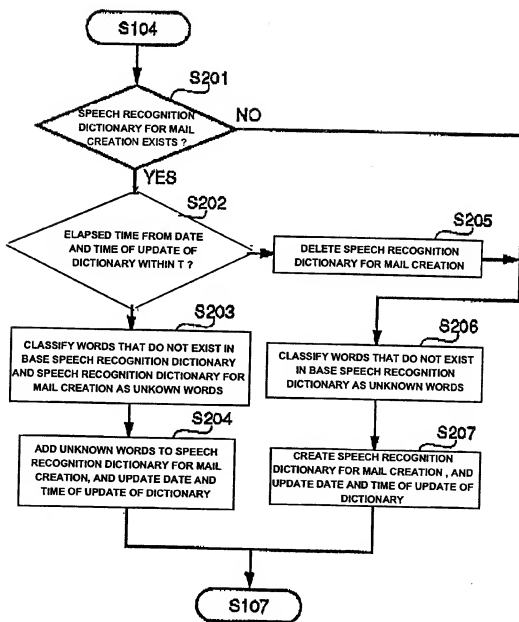 S104
S201
SPEECH RECOGNITION
DICTIONARY FOR MAIL
CREATION EXISTS ?
NO
YES
S202
ELAPSED TIME FROM DATE
AND TIME OF UPDATE OF
DICTIONARY WITHIN T ?
S205
DELETE SPEECH RECOGNITION
DICTIONARY FOR MAIL CREATION
S203
CLASSIFY WORDS THAT DO NOT EXIST IN
BASE SPEECH RECOGNITION DICTIONARY
AND SPEECH RECOGNITION DICTIONARY FOR
MAIL CREATION AS UNKOWN WORDS
S206
CLASSIFY WORDS THAT DO NOT EXIST
IN BASE SPEECH RECOGNITION
DICTIONARY AS UNKNOWN WORDS
S204
ADD UNKNOWN WORDS TO SPEECH
RECOGNITION DICTIONARY FOR MAIL
CREATION, AND UPDATE DATE AND
TIME OF UPDATE OF DICTIONARY
S207
CREATE SPEECH RECOGNITION
DICTIONARY FOR MAIL CREATION , AND
UPDATE DATE AND TIME OF UPDATE OF
DICTIONARY
S107